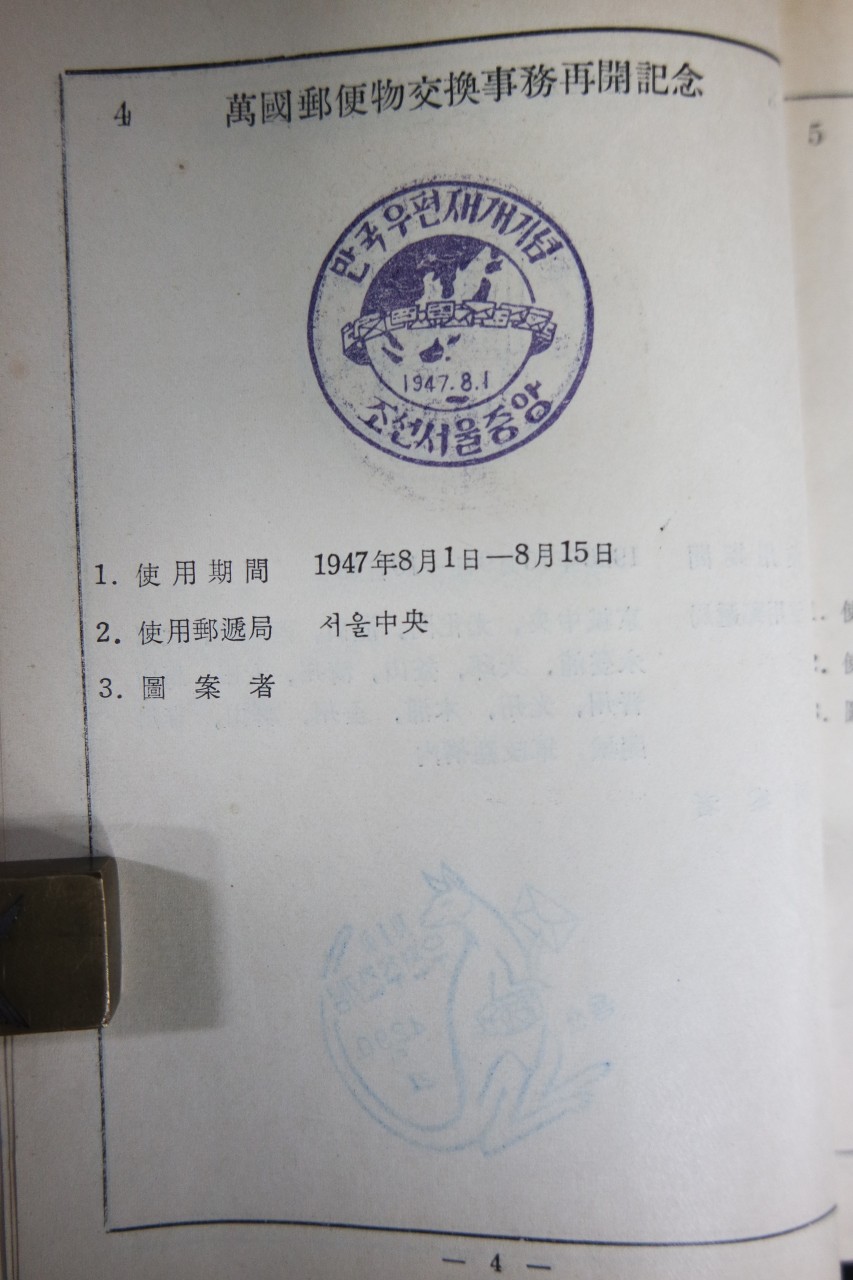 4 萬國郵便物交換事務再開記念
만국우편재개기념
1947.8.1
조선서울중앙
1. 使用期間 1947年8月1日—8月15日
2. 使用郵遞局 서울中央
3. 圖案者
— 4 —
5